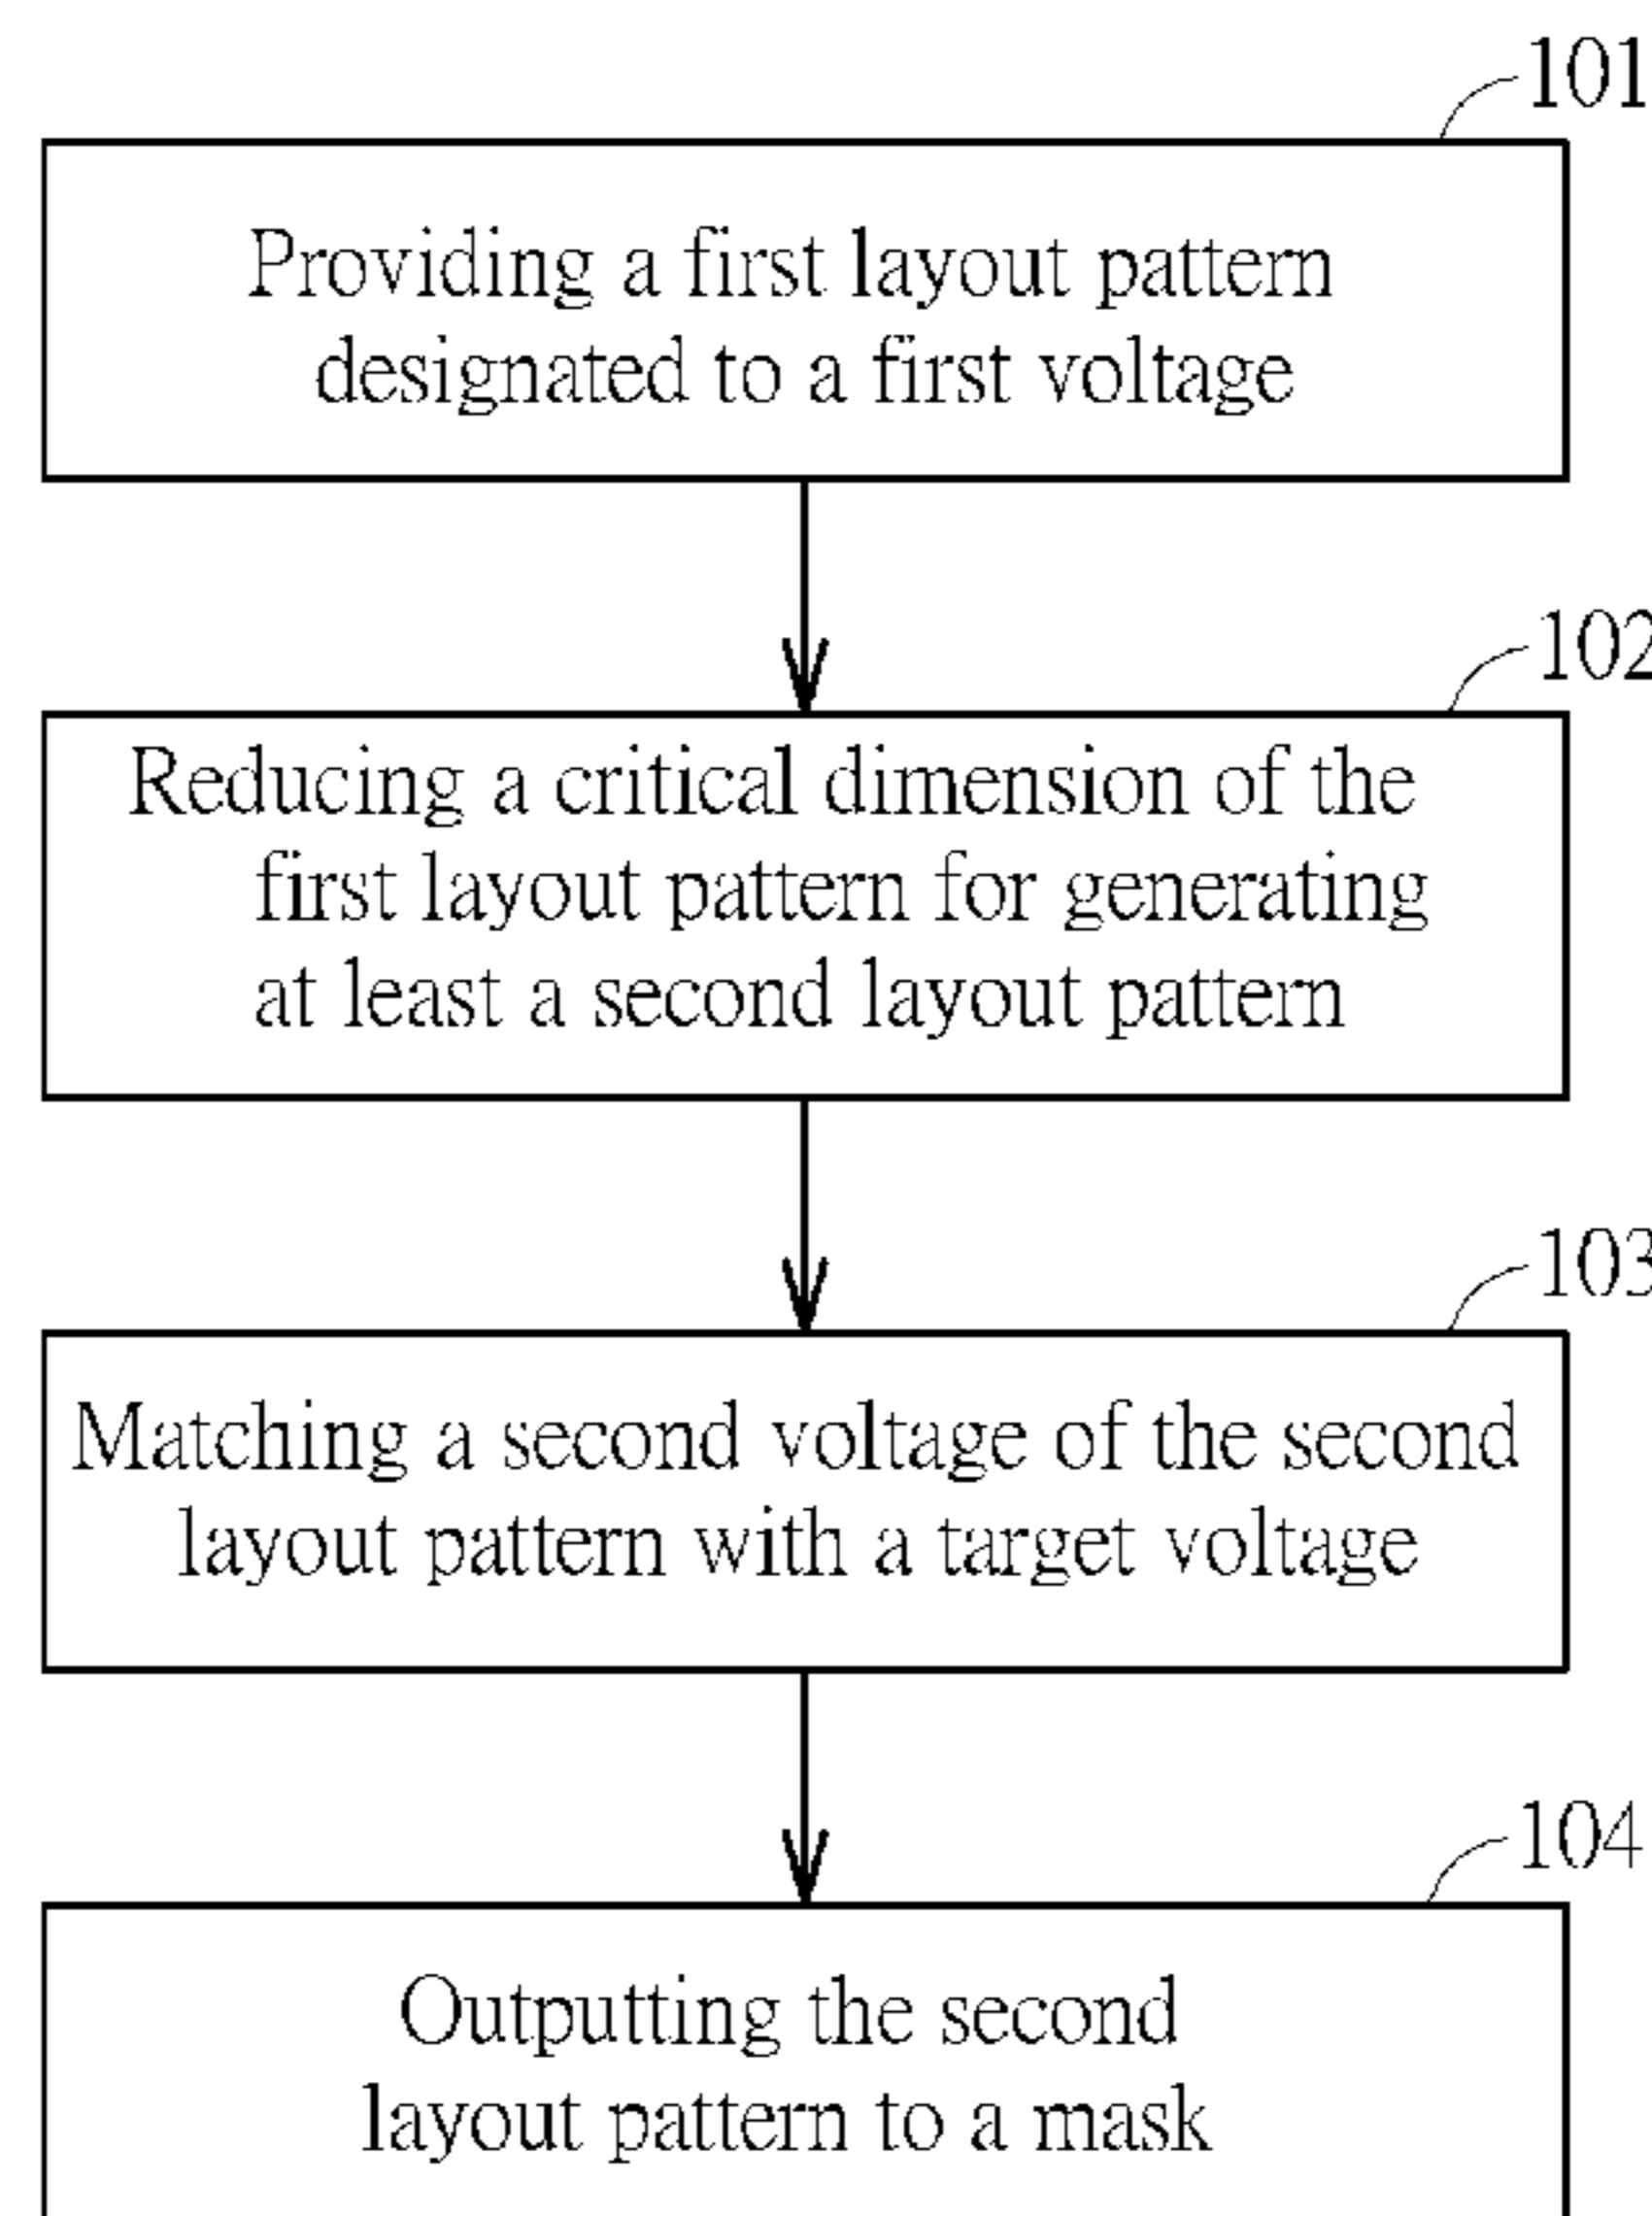 101
Providing a first layout pattern
designated to a first voltage
102
Reducing a critical dimension of the
first layout pattern for generating
at least a second layout pattern
103
Matching a second voltage of the second
layout pattern with a target voltage
104
Outputting the second
layout pattern to a mask